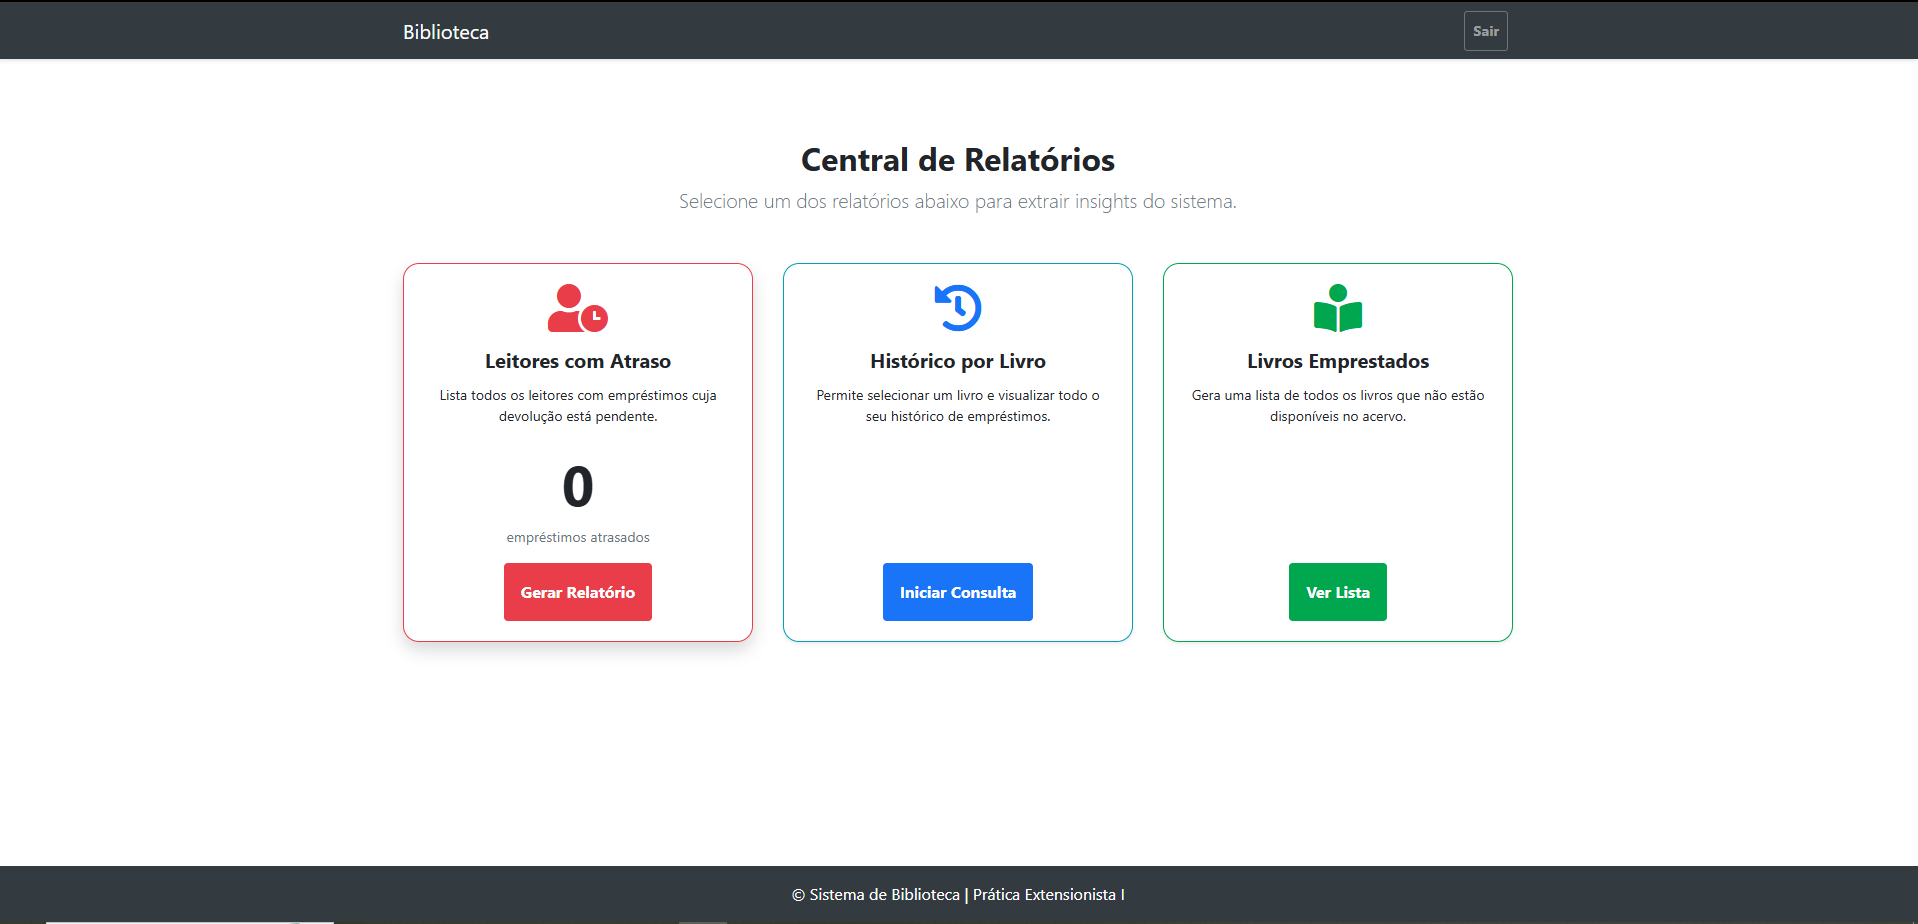 Biblioteca
Sair
Central de Relatórios
Selecione um dos relatórios abaixo para extrair insights do sistema.
Leitores com Atraso
Lista todos os leitores com empréstimos cuja
devolução está pendente.
0
empréstimos atrasados
Gerar Relatório
Histórico por Livro
Permite selecionar um livro e visualizar todo o
seu histórico de empréstimos.
Iniciar Consulta
Livros Emprestados
Gera uma lista de todos os livros que não estão
disponíveis no acervo.
Ver Lista
© Sistema de Biblioteca | Prática Extensionista I